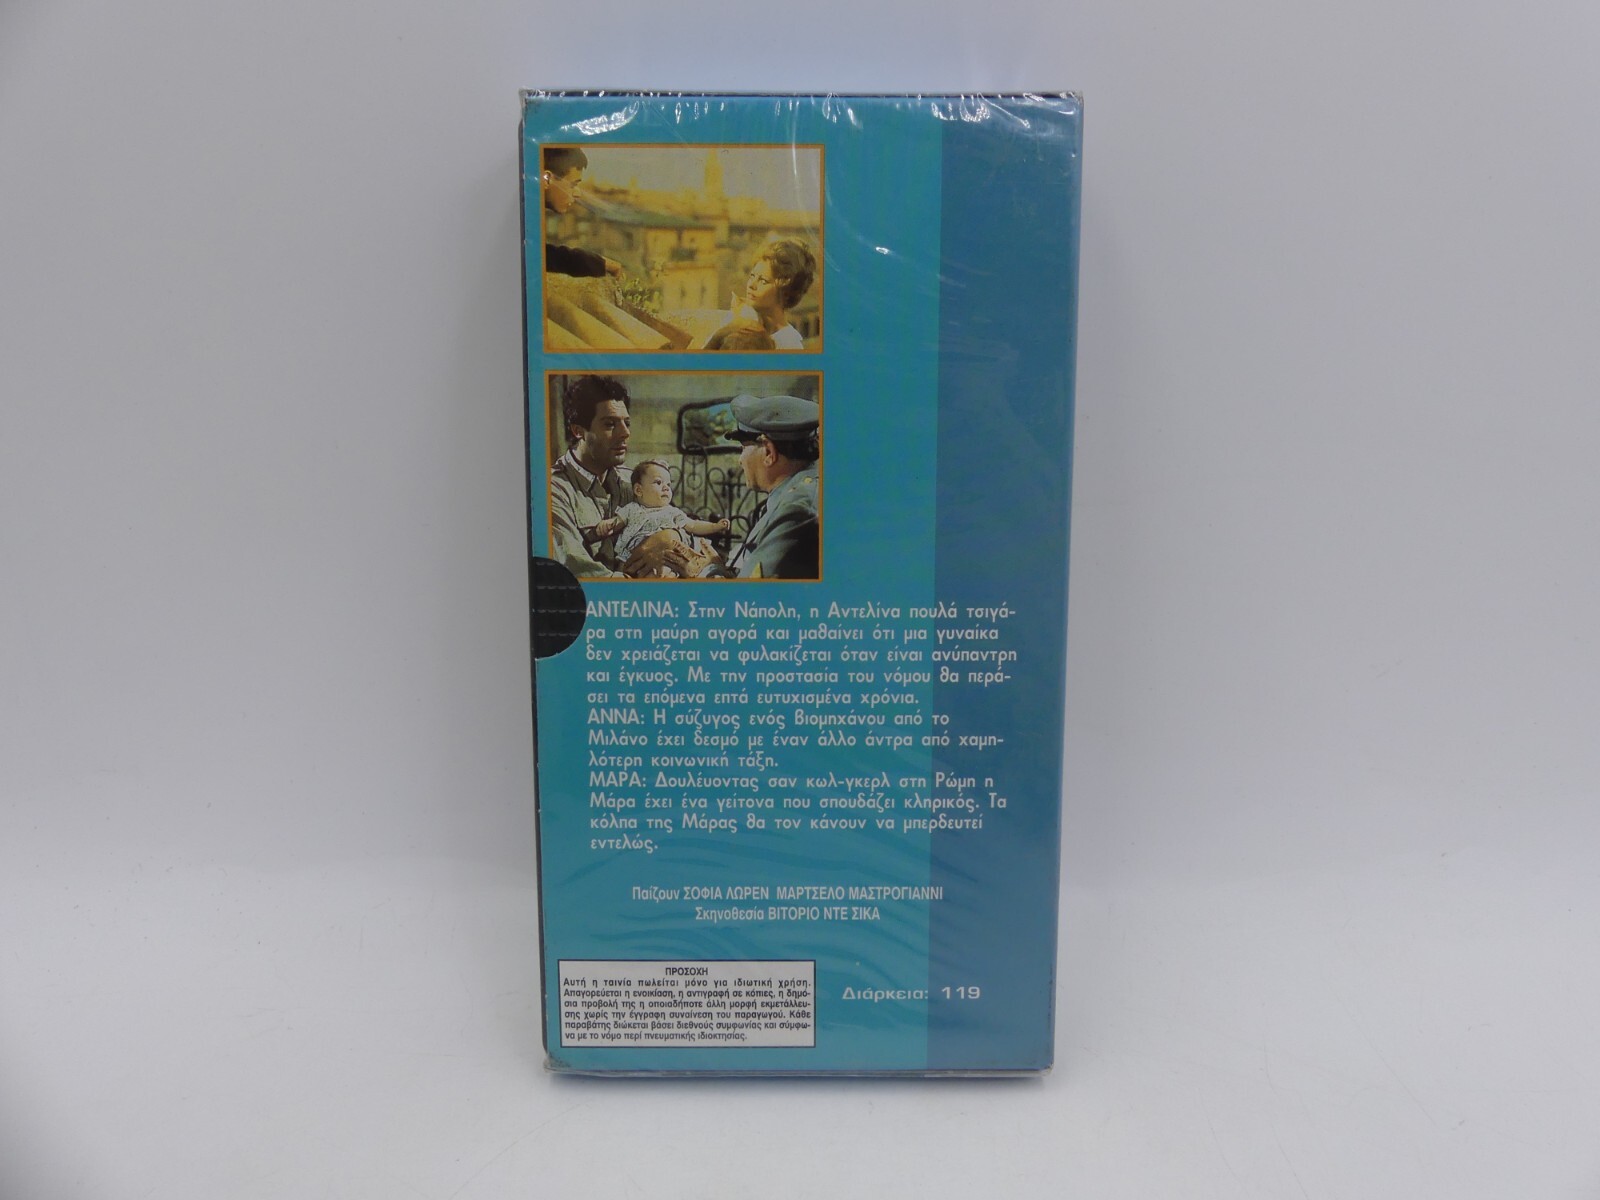 ΑΝΤΕΛΙΝΑ: Στην Νάπολη, η Αντελίνα πουλά τσιγά-
ρα στη μαύρη αγορά και μαθαίνει ότι μια γυναίκα
δεν χρειάζεται να φυλακίζεται όταν είναι ανύπαντρη
και έγκυος. Με την προστασία του νόμου θα περά-
σει τα επόμενα επτά ευτυχισμένα χρόνια.
ΑΝΝΑ: Η σύζυγος ενός βιομηχάνου από το
Μιλάνο έχει δεσμό με έναν άλλο άντρα από χαμη-
λότερη κοινωνική τάξη.
ΜΑΡΑ: Δουλέυοντας σαν κωλ-γκερλ στη Ρώμη η
Μάρα έχει ένα γείτονα που σπουδάζει κληρικός. Τα
κόλπα της Μάρας θα τον κάνουν να μπερδευτεί
εντελώς.
Παίζουν ΣΟΦΙΑ ΛΩΡΕΝ ΜΑΡΤΣΕΛΟ ΜΑΣΤΡΟΓΙΑΝΝΙ
Σκηνοθεσία ΒΙΤΟΡΙΟ ΝΤΕ ΣΙΚΑ
ΠΡΟΣΟΧΗ
Αυτή η ταινία πωλείται μόνο για ιδιωτική χρήση.
Απαγορεύεται η ενοικίαση, η αντιγραφή σε κόπιες, η δημό-
σια προβολή της η οποιαδήποτε άλλη μορφή εκμετάλλευ-
σης χωρίς την έγγραφη συναίνεση του παραγωγού. Κάθε
παραβάτης διώκεται βάσει διεθνούς συμφωνίας και σύμφω-
να με το νόμο περί πνευματικής ιδιοκτησίας.
Διάρκεια: 119